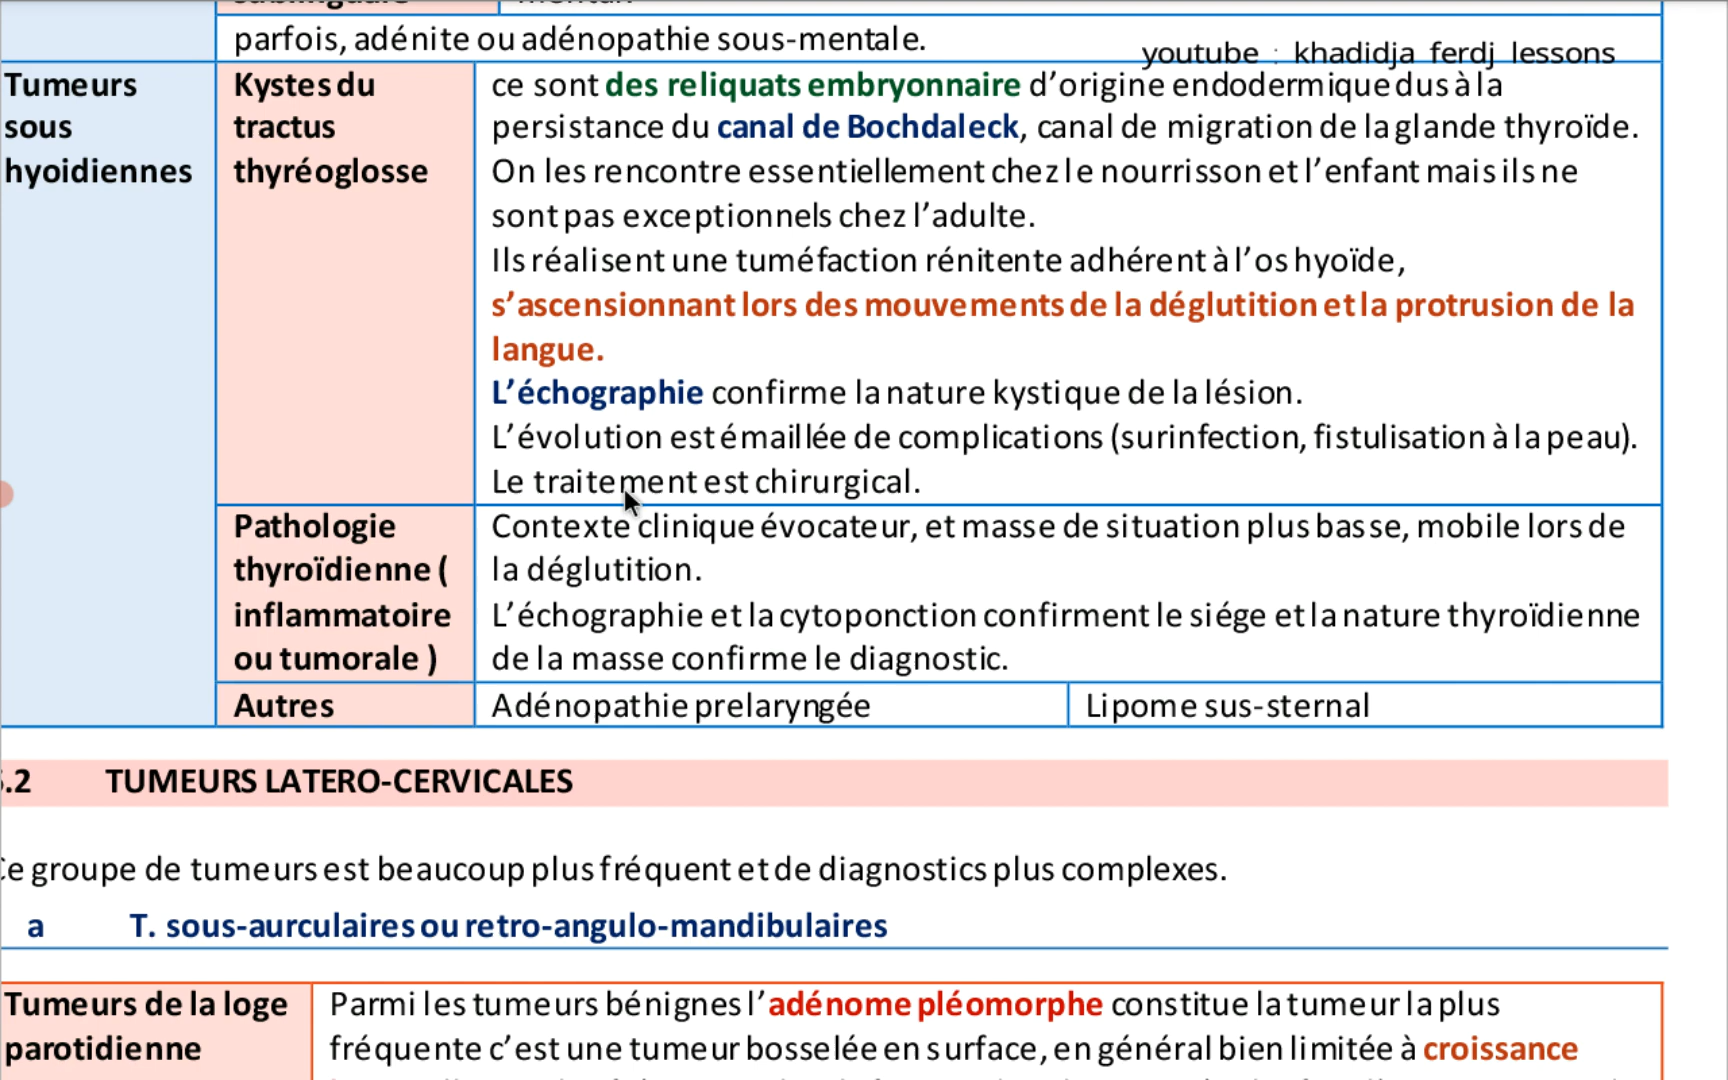 parfois, adénite ou adénopathie sous-mentale.
youtube : khadidja ferdj lessons
Tumeurs
sous
hyoidiennes
Kystes du
tractus
thyréoglosse
ce sont des reliquats embryonnaire d’origine endodermique dus à la
persistance du canal de Bochdaleck, canal de migration de la glande thyroïde.
On les rencontre essentiellement chez le nourrisson et l’enfant mais ils ne
sont pas exceptionnels chez l’adulte.
Ils réalisent une tuméfaction rénitente adhérent à l’os hyoïde,
s’ascensionnant lors des mouvements de la déglutition et la protrusion de la
langue.
L’échographie confirme la nature kystique de la lésion.
L’évolution est émaillée de complications (surinfection, fistulisation à la peau).
Le traitement est chirurgical.
Pathologie
thyroïdienne (
inflammatoire
ou tumorale )
Contexte clinique évocateur, et masse de situation plus basse, mobile lors de
la déglutition.
L’échographie et la cytoponction confirment le siége et la nature thyroïdienne
de la masse confirme le diagnostic.
Autres
Adénopathie prelaryngée
Lipome sus-sternal
.2 TUMEURS LATERO-CERVICALES
Ce groupe de tumeurs est beaucoup plus fréquent et de diagnostics plus complexes.
a T. sous-aurculaires ou retro-angulo-mandibulaires
Tumeurs de la loge
parotidienne
Parmi les tumeurs bénignes l’adénome pléomorphe constitue la tumeur la plus
fréquente c’est une tumeur bosselée en surface, en général bien limitée à croissance